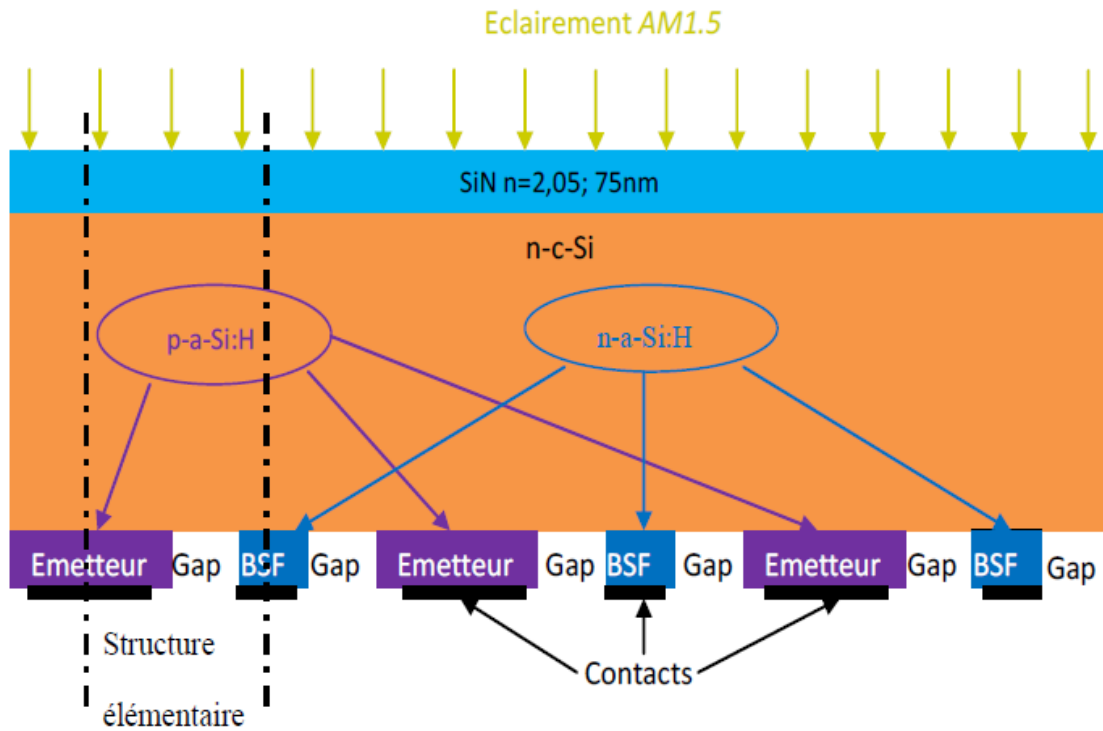 Eclairement AM1.5
SiN n=2,05; 75nm
n-c-Si
p-a-Si:H
n-a-Si:H
Emetteur Gap BSF Gap Emetteur Gap BSF Gap Emetteur Gap BSF Gap
Structure
élémentaire
Contacts